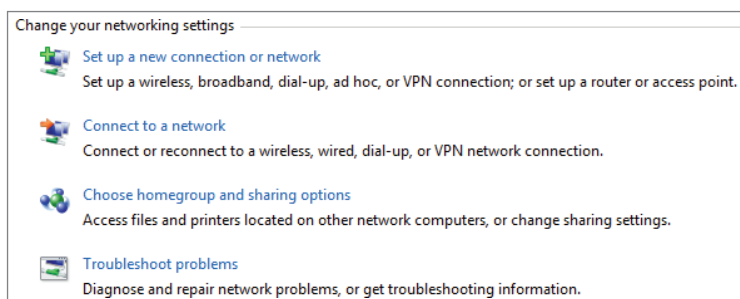 Change your networking settings
Set up a new connection or network
Set up a wireless, broadband, dial-up, ad hoc, or VPN connection; or set up a router or access point.
Connect to a network
Connect or reconnect to a wireless, wired, dial-up, or VPN network connection.
Choose homegroup and sharing options
Access files and printers located on other network computers, or change sharing settings.
Troubleshoot problems
Diagnose and repair network problems, or get troubleshooting information.